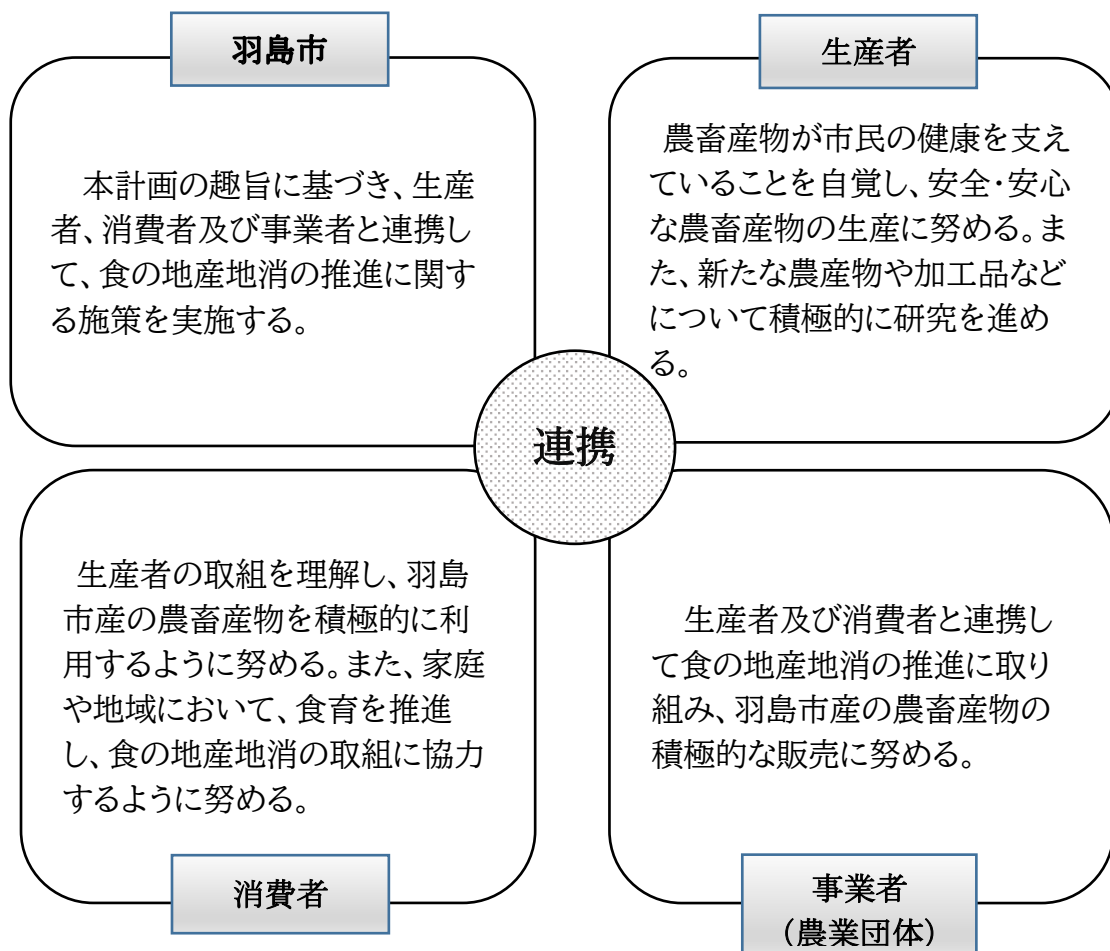 羽島市
本計画の趣旨に基づき、生産
者、消費者及び事業者と連携し
て、食の地産地消の推進に関す
る施策を実施する。
生産者
農畜産物が市民の健康を支え
ていることを自覚し、安全・安心
な農畜産物の生産に努める。ま
た、新たな農産物や加工品など
について積極的に研究を進め
る。
連携
生産者の取組を理解し、羽島
市産の農畜産物を積極的に利
用するように努める。また、家庭
や地域において、食育を推進
し、食の地産地消の取組に協力
するように努める。
消費者
生産者及び消費者と連携し
て食の地産地消の推進に取り
組み、羽島市産の農畜産物の
積極的な販売に努める。
事業者
（農業団体）